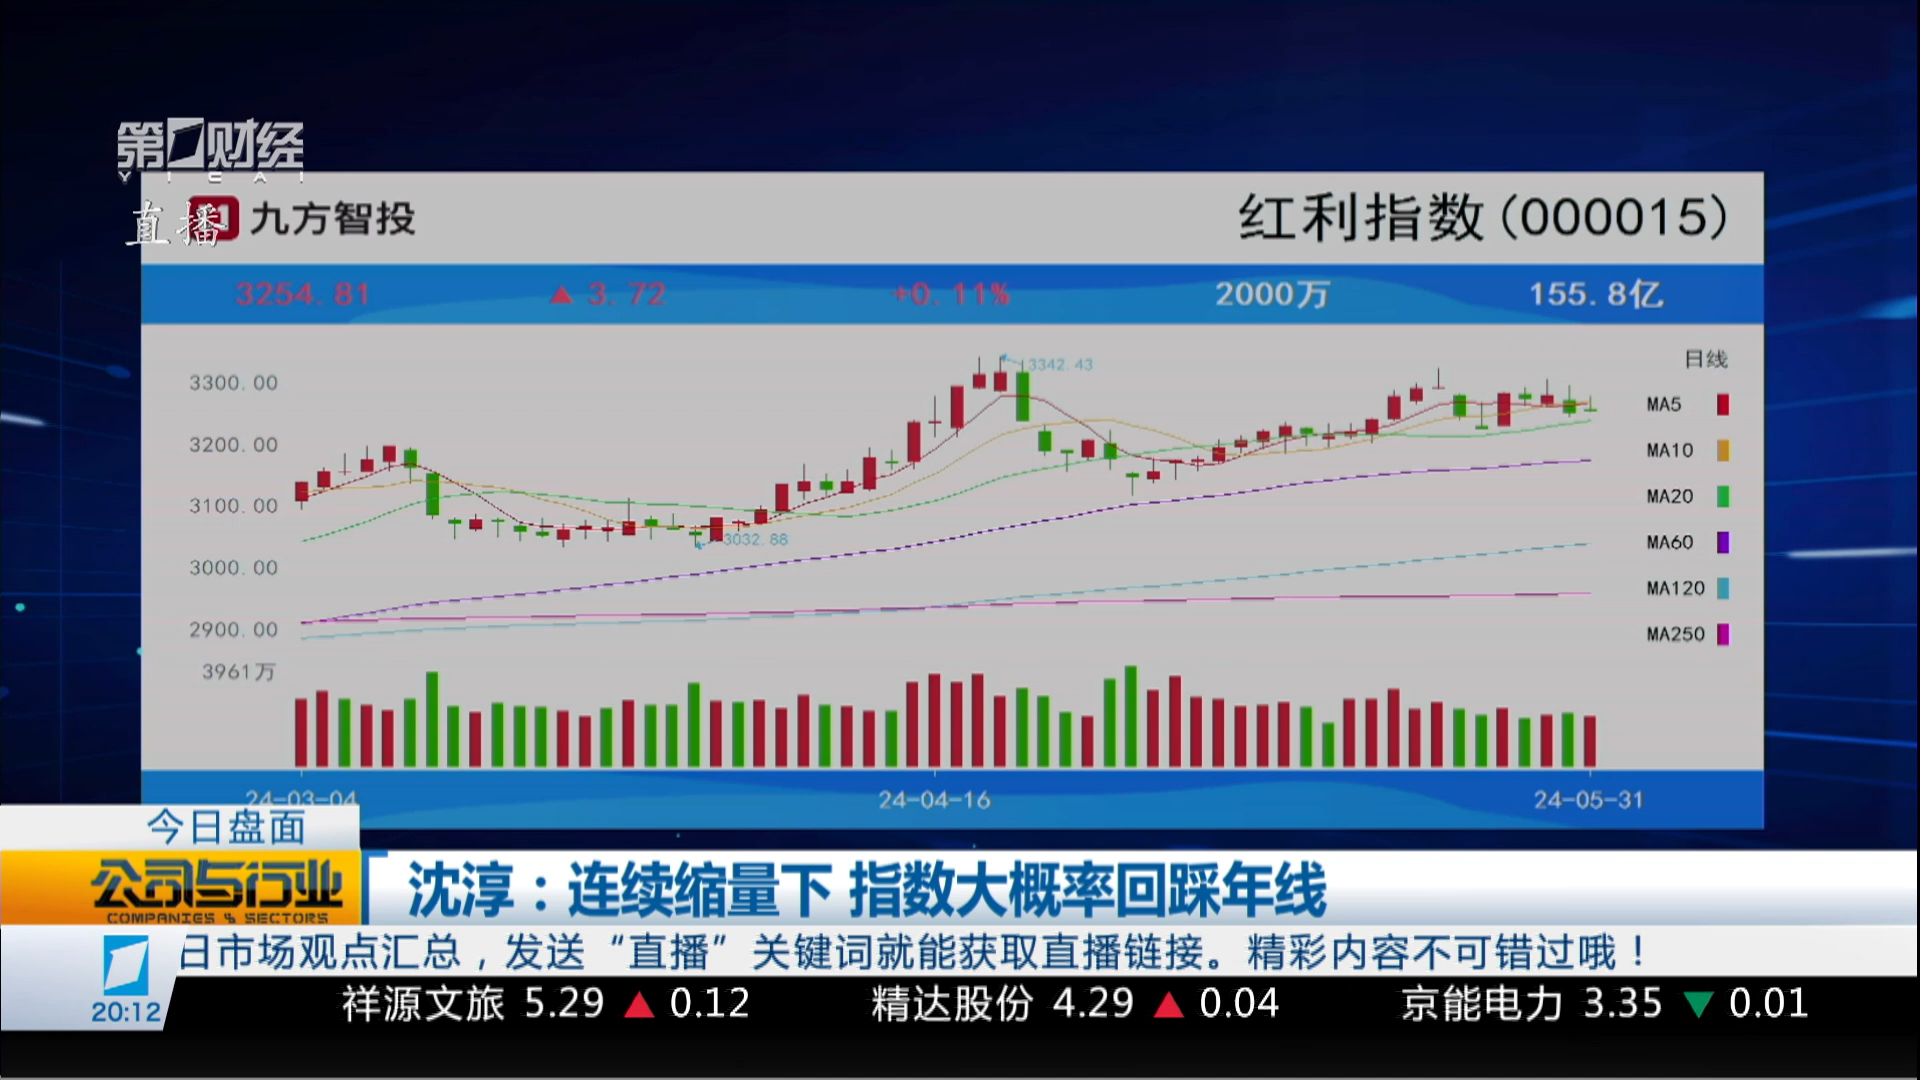 第一财经
YICAI
直播
九方智投
红利指数(000015)
3254.81 ▲ 3.72 +0.11% 2000万 155.8亿
日线
3300.00
3200.00
3100.00
3000.00
2900.00
3961万
3342.43
3032.88
MA5
MA10
MA20
MA60
MA120
MA250
24-03-04 24-04-16 24-05-31
今日盘面
公司与行业
COMPANIES & SECTORS
沈淳：连续缩量下 指数大概率回踩年线
日市场观点汇总，发送“直播”关键词就能获取直播链接。精彩内容不可错过哦！
20:12
祥源文旅 5.29 ▲ 0.12 精达股份 4.29 ▲ 0.04 京能电力 3.35 ▼ 0.01